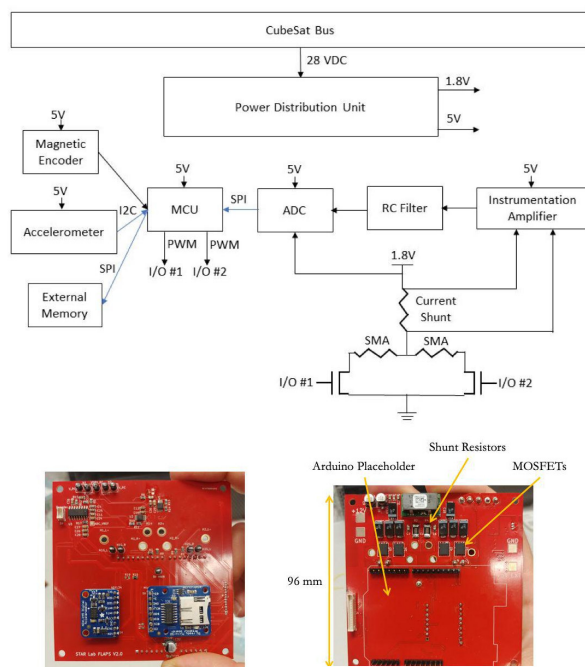 CubeSat Bus
28 VDC
1.8V
Power Distribution Unit
5V
5V
Magnetic
Encoder
5V
5V
5V
5V
I2C
MCU
SPI
ADC
RC Filter
Instrumentation
Amplifier
Accelerometer
SPI
PWM
PWM
I/O #1
I/O #2
1.8V
External
Memory
Current
Shunt
SMA
SMA
I/O #1
I/O #2
Shunt Resistors
Arduino Placeholder
MOSFETs
+12V
GND
GND
96 mm
STAR Lab FLAPS V2.0